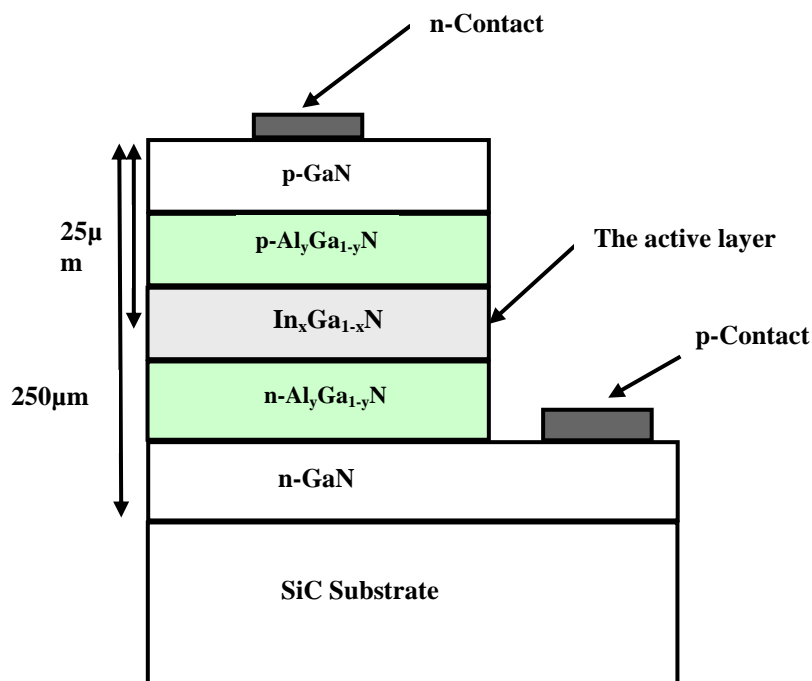 n-Contact
p-GaN
25µ
m
p-AlyGa1-yN
The active layer
InxGa1-xN
p-Contact
250µm
n-AlyGa1-yN
n-GaN
SiC Substrate